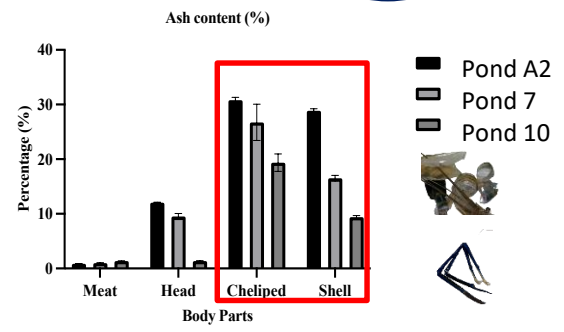 Ash content (%)
40
30
20
10
0
Percentage (%)
Meat
Head
Cheliped
Shell
Body Parts
Pond A2
Pond 7
Pond 10